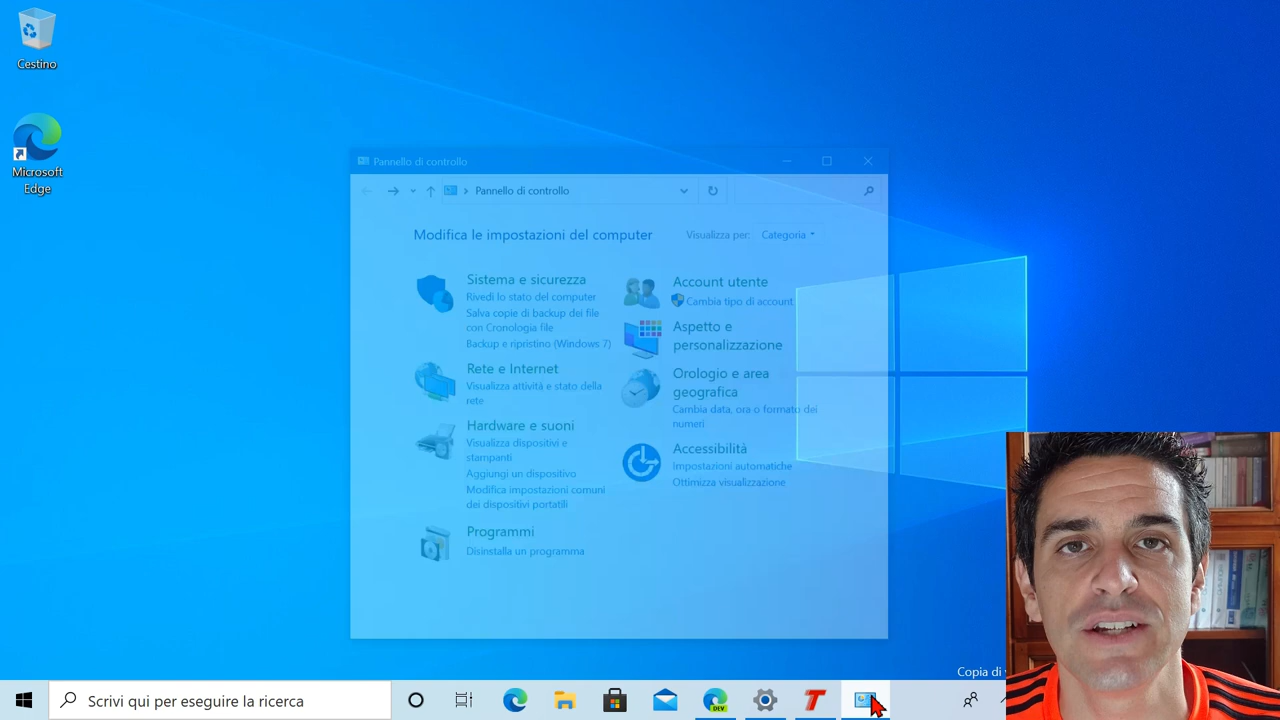 Cestino
Microsoft
Edge
Pannello di controllo
Pannello di controllo
Modifica le impostazioni del computer
Visualizza per:
Categoria
Sistema e sicurezza
Rivedi lo stato del computer
Salva copie di backup dei file
con Cronologia file
Backup e ripristino (Windows 7)
Rete e Internet
Visualizza attività e stato della
rete
Hardware e suoni
Visualizza dispositivi e
stampanti
Aggiungi un dispositivo
Modifica impostazioni comuni
dei dispositivi portatili
Programmi
Disinstalla un programma
Account utente
Cambia tipo di account
Aspetto e
personalizzazione
Orologio e area
geografica
Cambia data, ora o formato dei
numeri
Accessibilità
Impostazioni automatiche
Ottimizza visualizzazione
Copia di
Scrivi qui per eseguire la ricerca
DEV
T